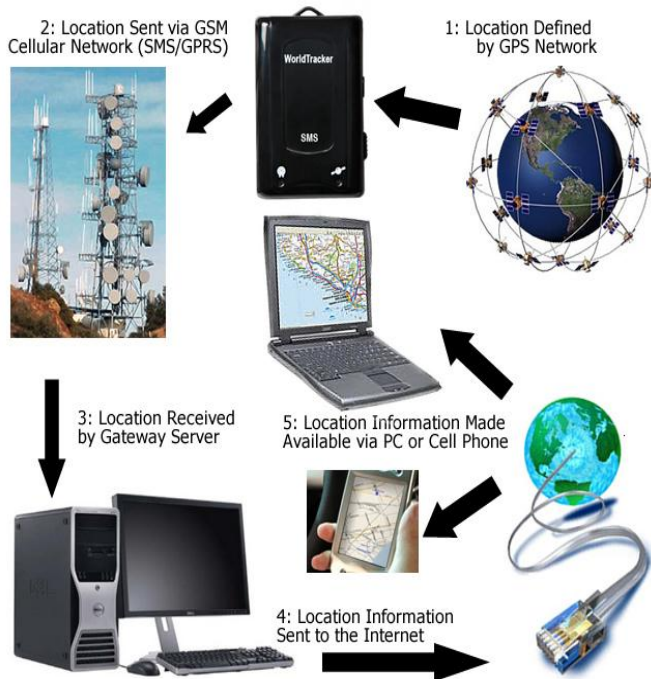 2: Location Sent via GSM
Cellular Network (SMS/GPRS)
1: Location Defined
by GPS Network
WorldTracker
SMS
3: Location Received
by Gateway Server
5: Location Information Made
Available via PC or Cell Phone
4: Location Information
Sent to the Internet